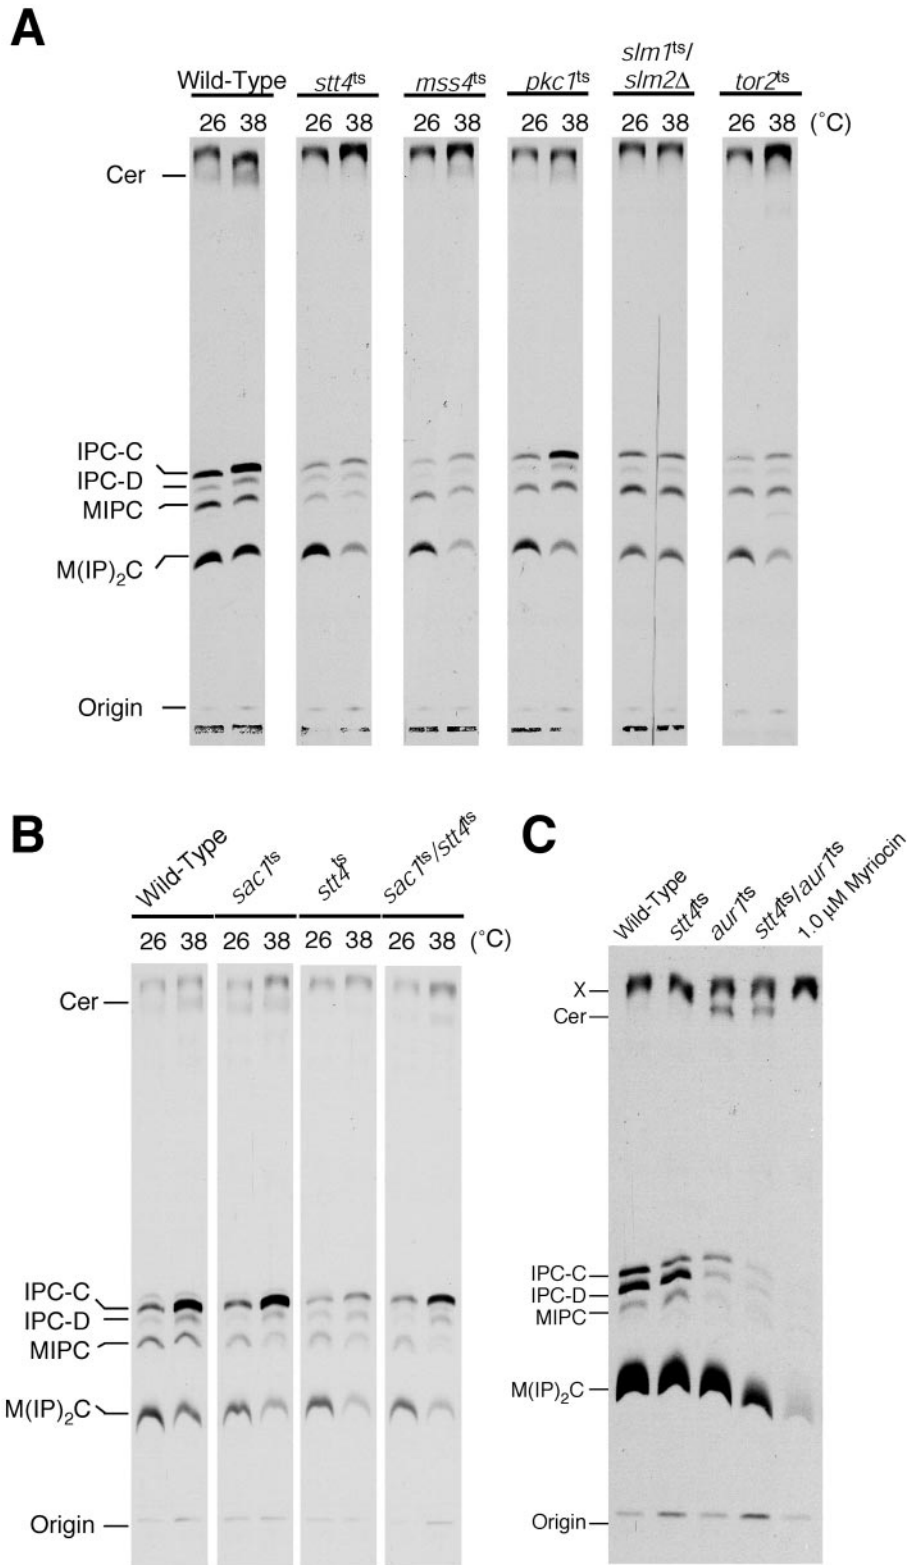 A
Wild-Type stt4ts mss4ts pkc1ts slm1ts/ slm2Δ tor2ts
26 38 26 38 26 38 26 38 26 38 26 38 (°C)
Cer
IPC-C
IPC-D
MIPC
M(IP)2C
Origin
B
Wild-Type sac1ts stt4ts sac1ts/stt4ts
26 38 26 38 26 38 26 38 (°C)
Cer
IPC-C
IPC-D
MIPC
M(IP)2C
Origin
C
Wild-Type stt4ts aur1ts stt4ts/aur1ts 1.0 µM Myriocin
X
Cer
IPC-C
IPC-D
MIPC
M(IP)2C
Origin